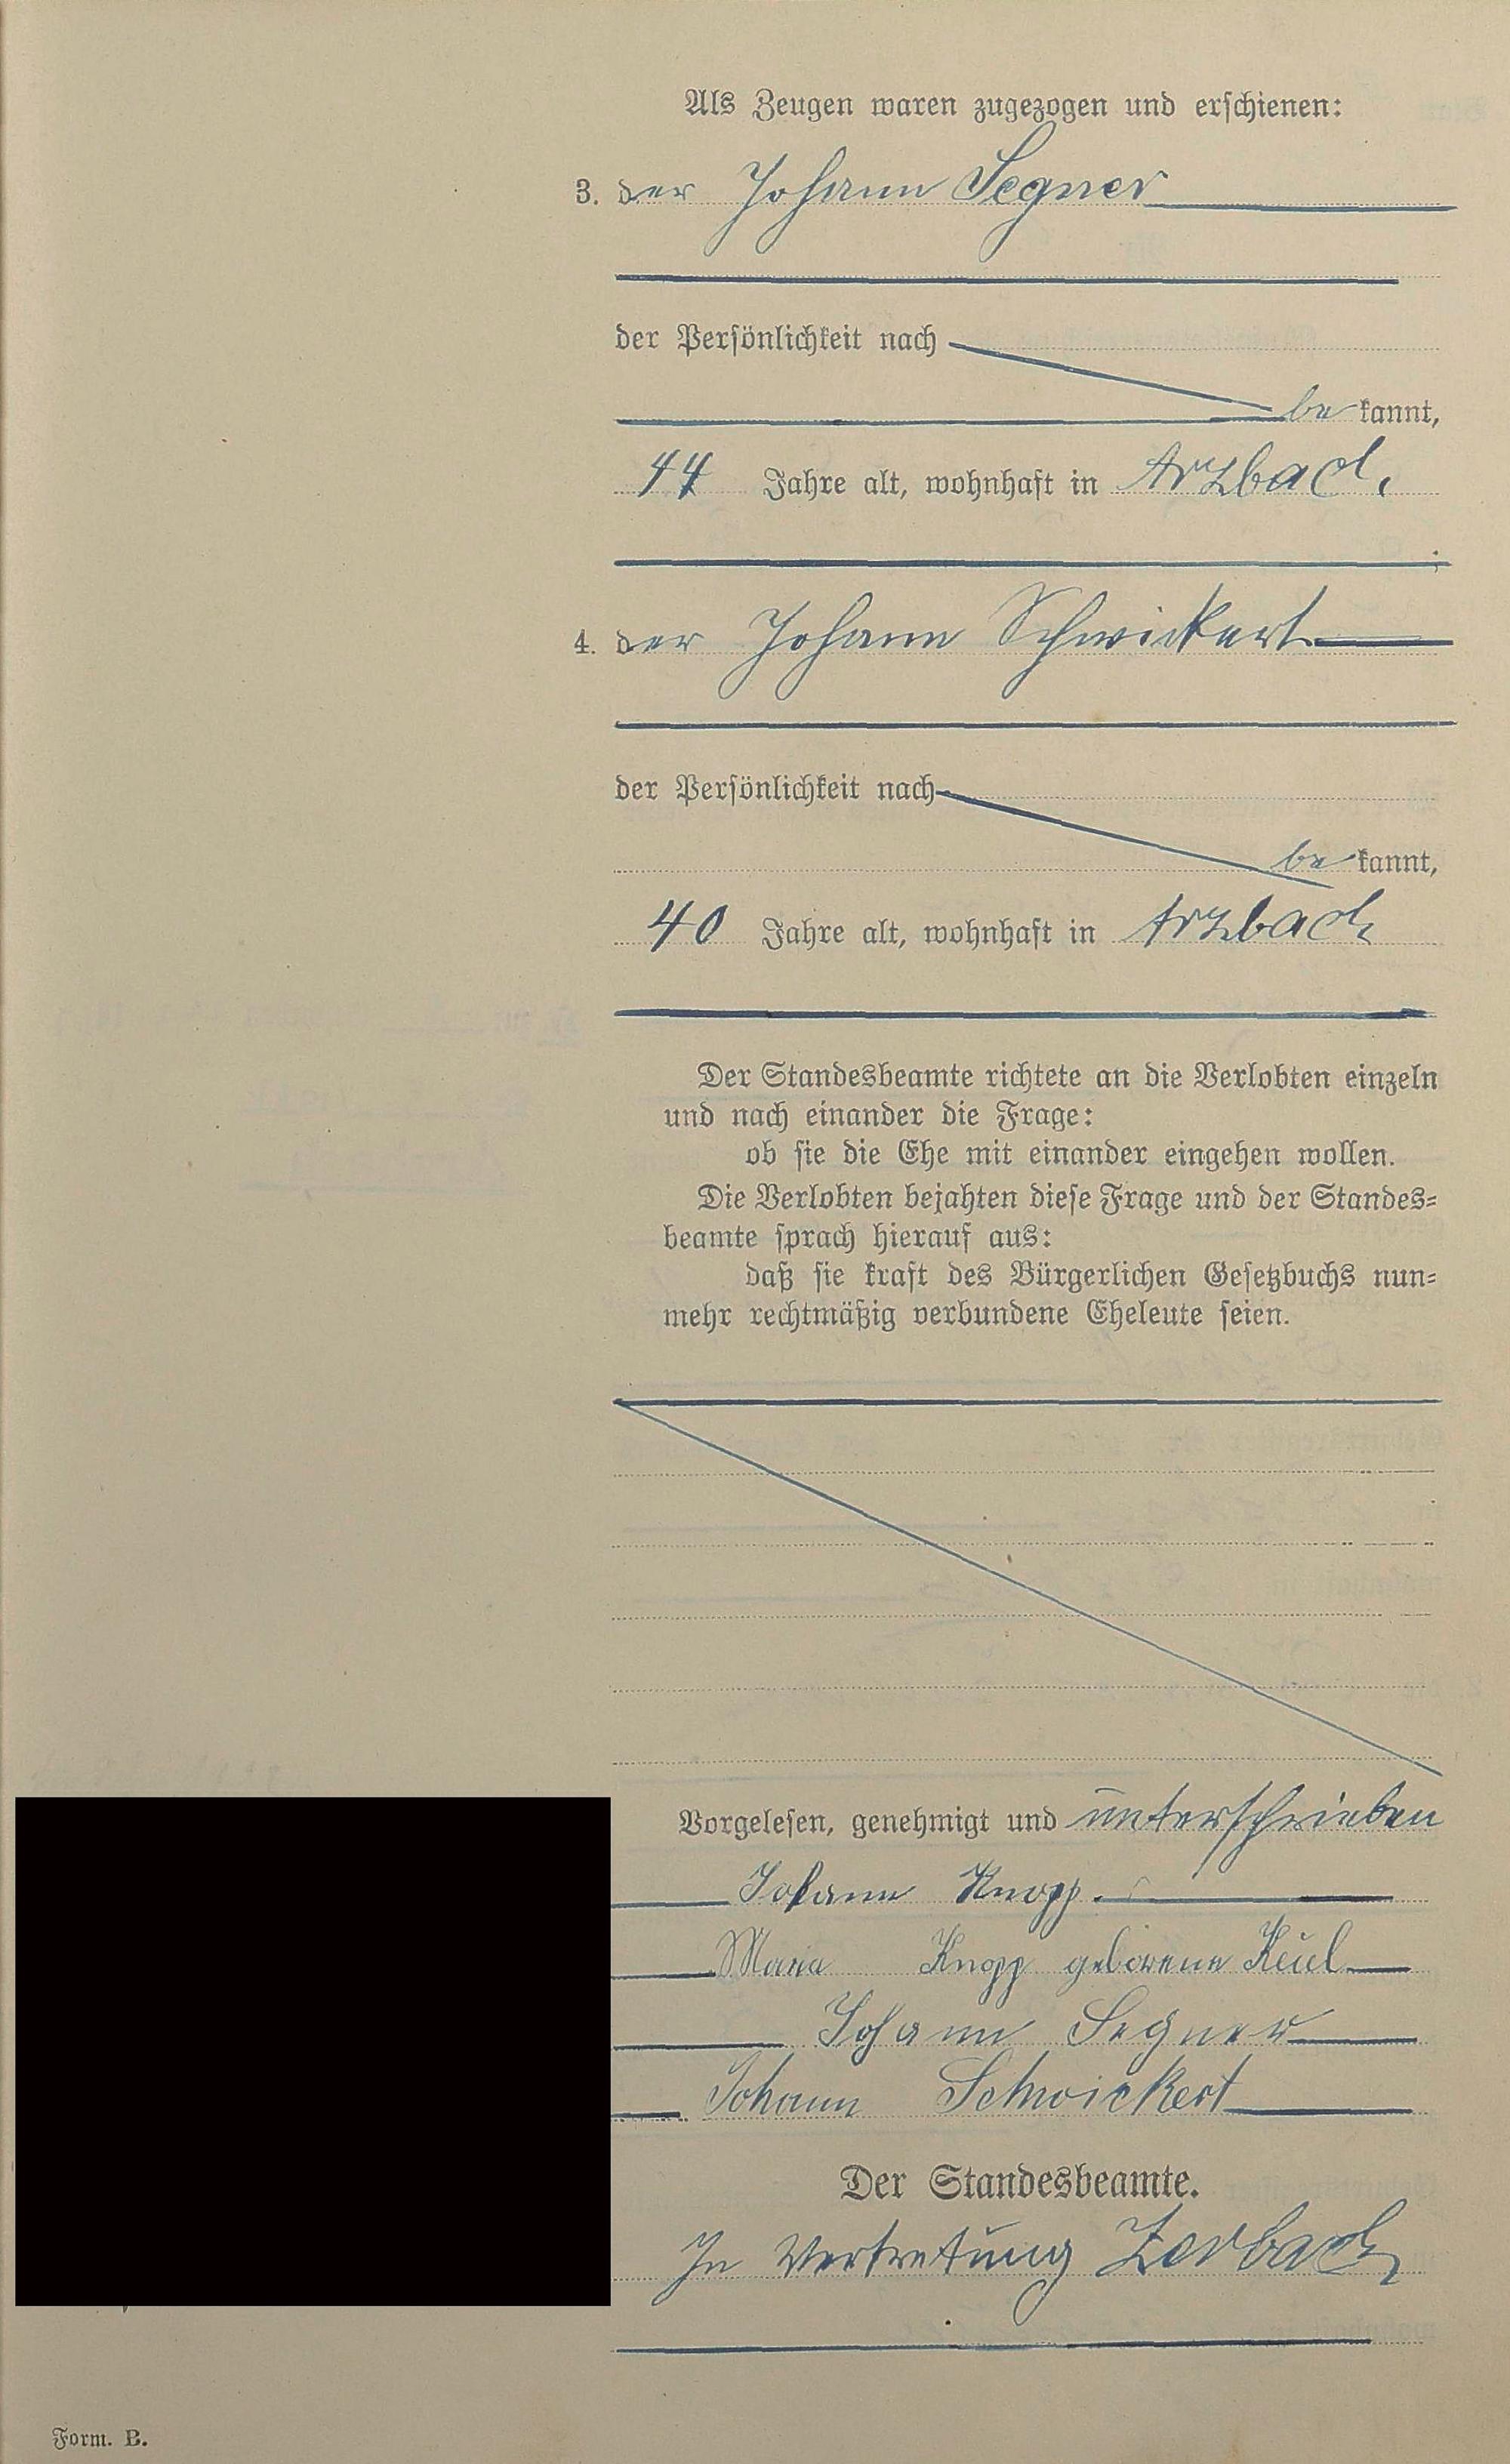 Als Zeugen waren zugezogen und erschienen:
3. der Johann Segner
der Persönlichkeit nach
be kannt,
44 Jahre alt, wohnhaft in Arzbach,
;
4. der Johann Schwickert
der Persönlichkeit nach
be kannt,
40 Jahre alt, wohnhaft in Arzbach
Der Standesbeamte richtete an die Verlobten einzeln
und nach einander die Frage:
ob sie die Ehe mit einander eingehen wollen.
Die Verlobten bejahten diese Frage und der Standes=
beamte sprach hierauf aus:
daß sie kraft des Bürgerlichen Gesetzbuchs nun=
mehr rechtmäßig verbundene Eheleute seien.
Vorgelesen, genehmigt und unterschrieben
Johann Knopp.
Maria Knopp geborene Keul
Johann Segner
Johann Schwickert
Der Standesbeamte.
In Vertretung Zerbach
Form. B.